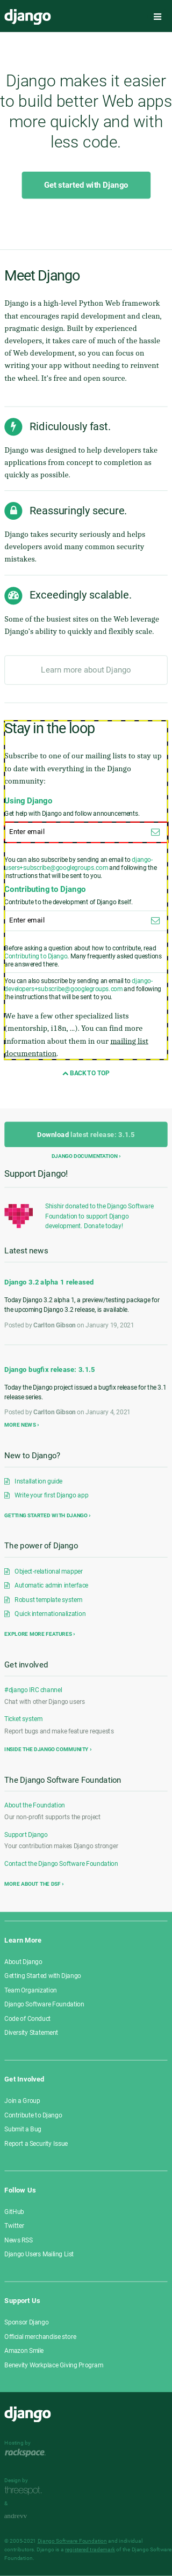 django
Django makes it easier
to build better Web apps
more quickly and with
less code.
Get started with Django
Meet Django
Django is a high-level Python Web framework
that encourages rapid development and clean,
pragmatic design. Built by experienced
developers, it takes care of much of the hassle
of Web development, so you can focus on
writing your app without needing to reinvent
the wheel. It's free and open source.
Ridiculously fast.
Django was designed to help developers take
applications from concept to completion as
quickly as possible.
Reassuringly secure.
Django takes security seriously and helps
developers avoid many common security
mistakes.
Exceedingly scalable.
Some of the busiest sites on the Web leverage
Django's ability to quickly and flexibly scale.
Learn more about Django
Stay in the loop
Subscribe to one of our mailing lists to stay up
to date with everything in the Django
community:
Using Django
Get help with Django and follow announcements.
Enter email
You can also subscribe by sending an email to django-
users+subscribe@googlegroups.com and following the
instructions that will be sent to you.
Contributing to Django
Contribute to the development of Django itself.
Enter email
Before asking a question about how to contribute, read
Contributing to Django. Many frequently asked questions
are answered there.
You can also subscribe by sending an email to django-
developers+subscribe@googlegroups.com and following
the instructions that will be sent to you.
We have a few other specialized lists
(mentorship, i18n, ...). You can find more
information about them in our mailing list
documentation.
BACK TO TOP
Download latest release: 3.1.5
DJANGO DOCUMENTATION ›
Support Django!
Shishir donated to the Django Software
Foundation to support Django
development. Donate today!
Latest news
Django 3.2 alpha 1 released
Today Django 3.2 alpha 1, a preview/testing package for
the upcoming Django 3.2 release, is available.
Posted by Carlton Gibson on January 19, 2021
Django bugfix release: 3.1.5
Today the Django project issued a bugfix release for the 3.1
release series.
Posted by Carlton Gibson on January 4, 2021
MORE NEWS ›
New to Django?
Installation guide
Write your first Django app
GETTING STARTED WITH DJANGO ›
The power of Django
Object-relational mapper
Automatic admin interface
Robust template system
Quick internationalization
EXPLORE MORE FEATURES ›
Get involved
#django IRC channel
Chat with other Django users
Ticket system
Report bugs and make feature requests
INSIDE THE DJANGO COMMUNITY ›
The Django Software Foundation
About the Foundation
Our non-profit supports the project
Support Django
Your contribution makes Django stronger
Contact the Django Software Foundation
MORE ABOUT THE DSF ›
Learn More
About Django
Getting Started with Django
Team Organization
Django Software Foundation
Code of Conduct
Diversity Statement
Get Involved
Join a Group
Contribute to Django
Submit a Bug
Report a Security Issue
Follow Us
GitHub
Twitter
News RSS
Django Users Mailing List
Support Us
Sponsor Django
Official merchandise store
Amazon Smile
Benevity Workplace Giving Program
django
Hosting by
rackspace.
Design by
threespot.
&
andrevv
© 2005-2021 Django Software Foundation and individual
contributors. Django is a registered trademark of the Django Software
Foundation.